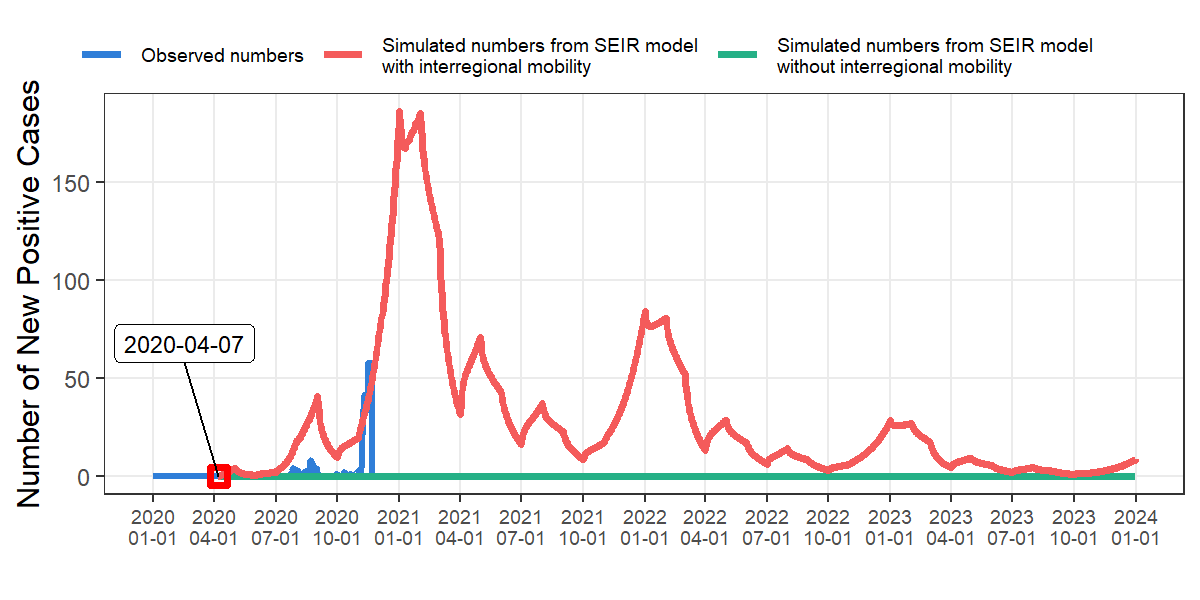 Observed numbers
Simulated numbers from SEIR model
with interregional mobility
Simulated numbers from SEIR model
without interregional mobility
Number of New Positive Cases
150
100
50
0
2020-04-07
2020 2020 2020 2020 2021 2021 2021 2021 2022 2022 2022 2022 2023 2023 2023 2023 2024
01-01 04-01 07-01 10-01 01-01 04-01 07-01 10-01 01-01 04-01 07-01 10-01 01-01 04-01 07-01 10-01 01-01